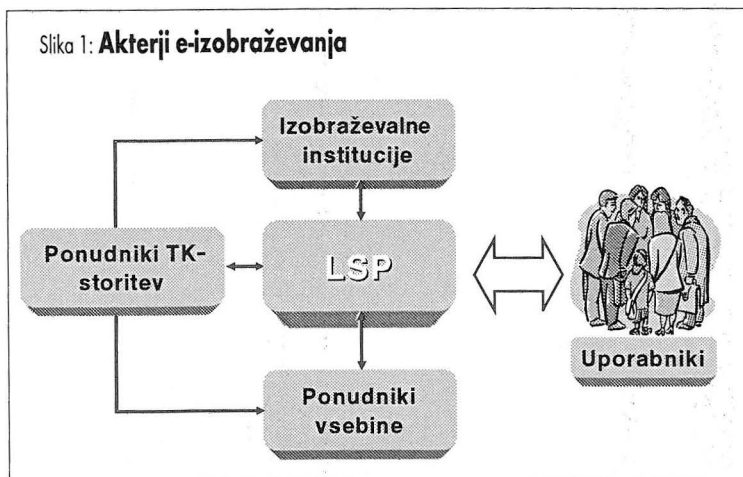 Slika 1: Akterji e-izobraževanja
Izobraževalne
institucije
Ponudniki TK-
storitev
LSP
Ponudniki
vsebine
Uporabniki